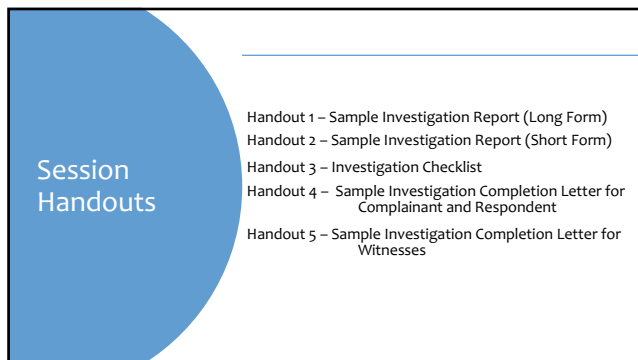 Session
Handouts
Handout 1 – Sample Investigation Report (Long Form)
Handout 2 – Sample Investigation Report (Short Form)
Handout 3 – Investigation Checklist
Handout 4 – Sample Investigation Completion Letter for
Complainant and Respondent
Handout 5 – Sample Investigation Completion Letter for
Witnesses